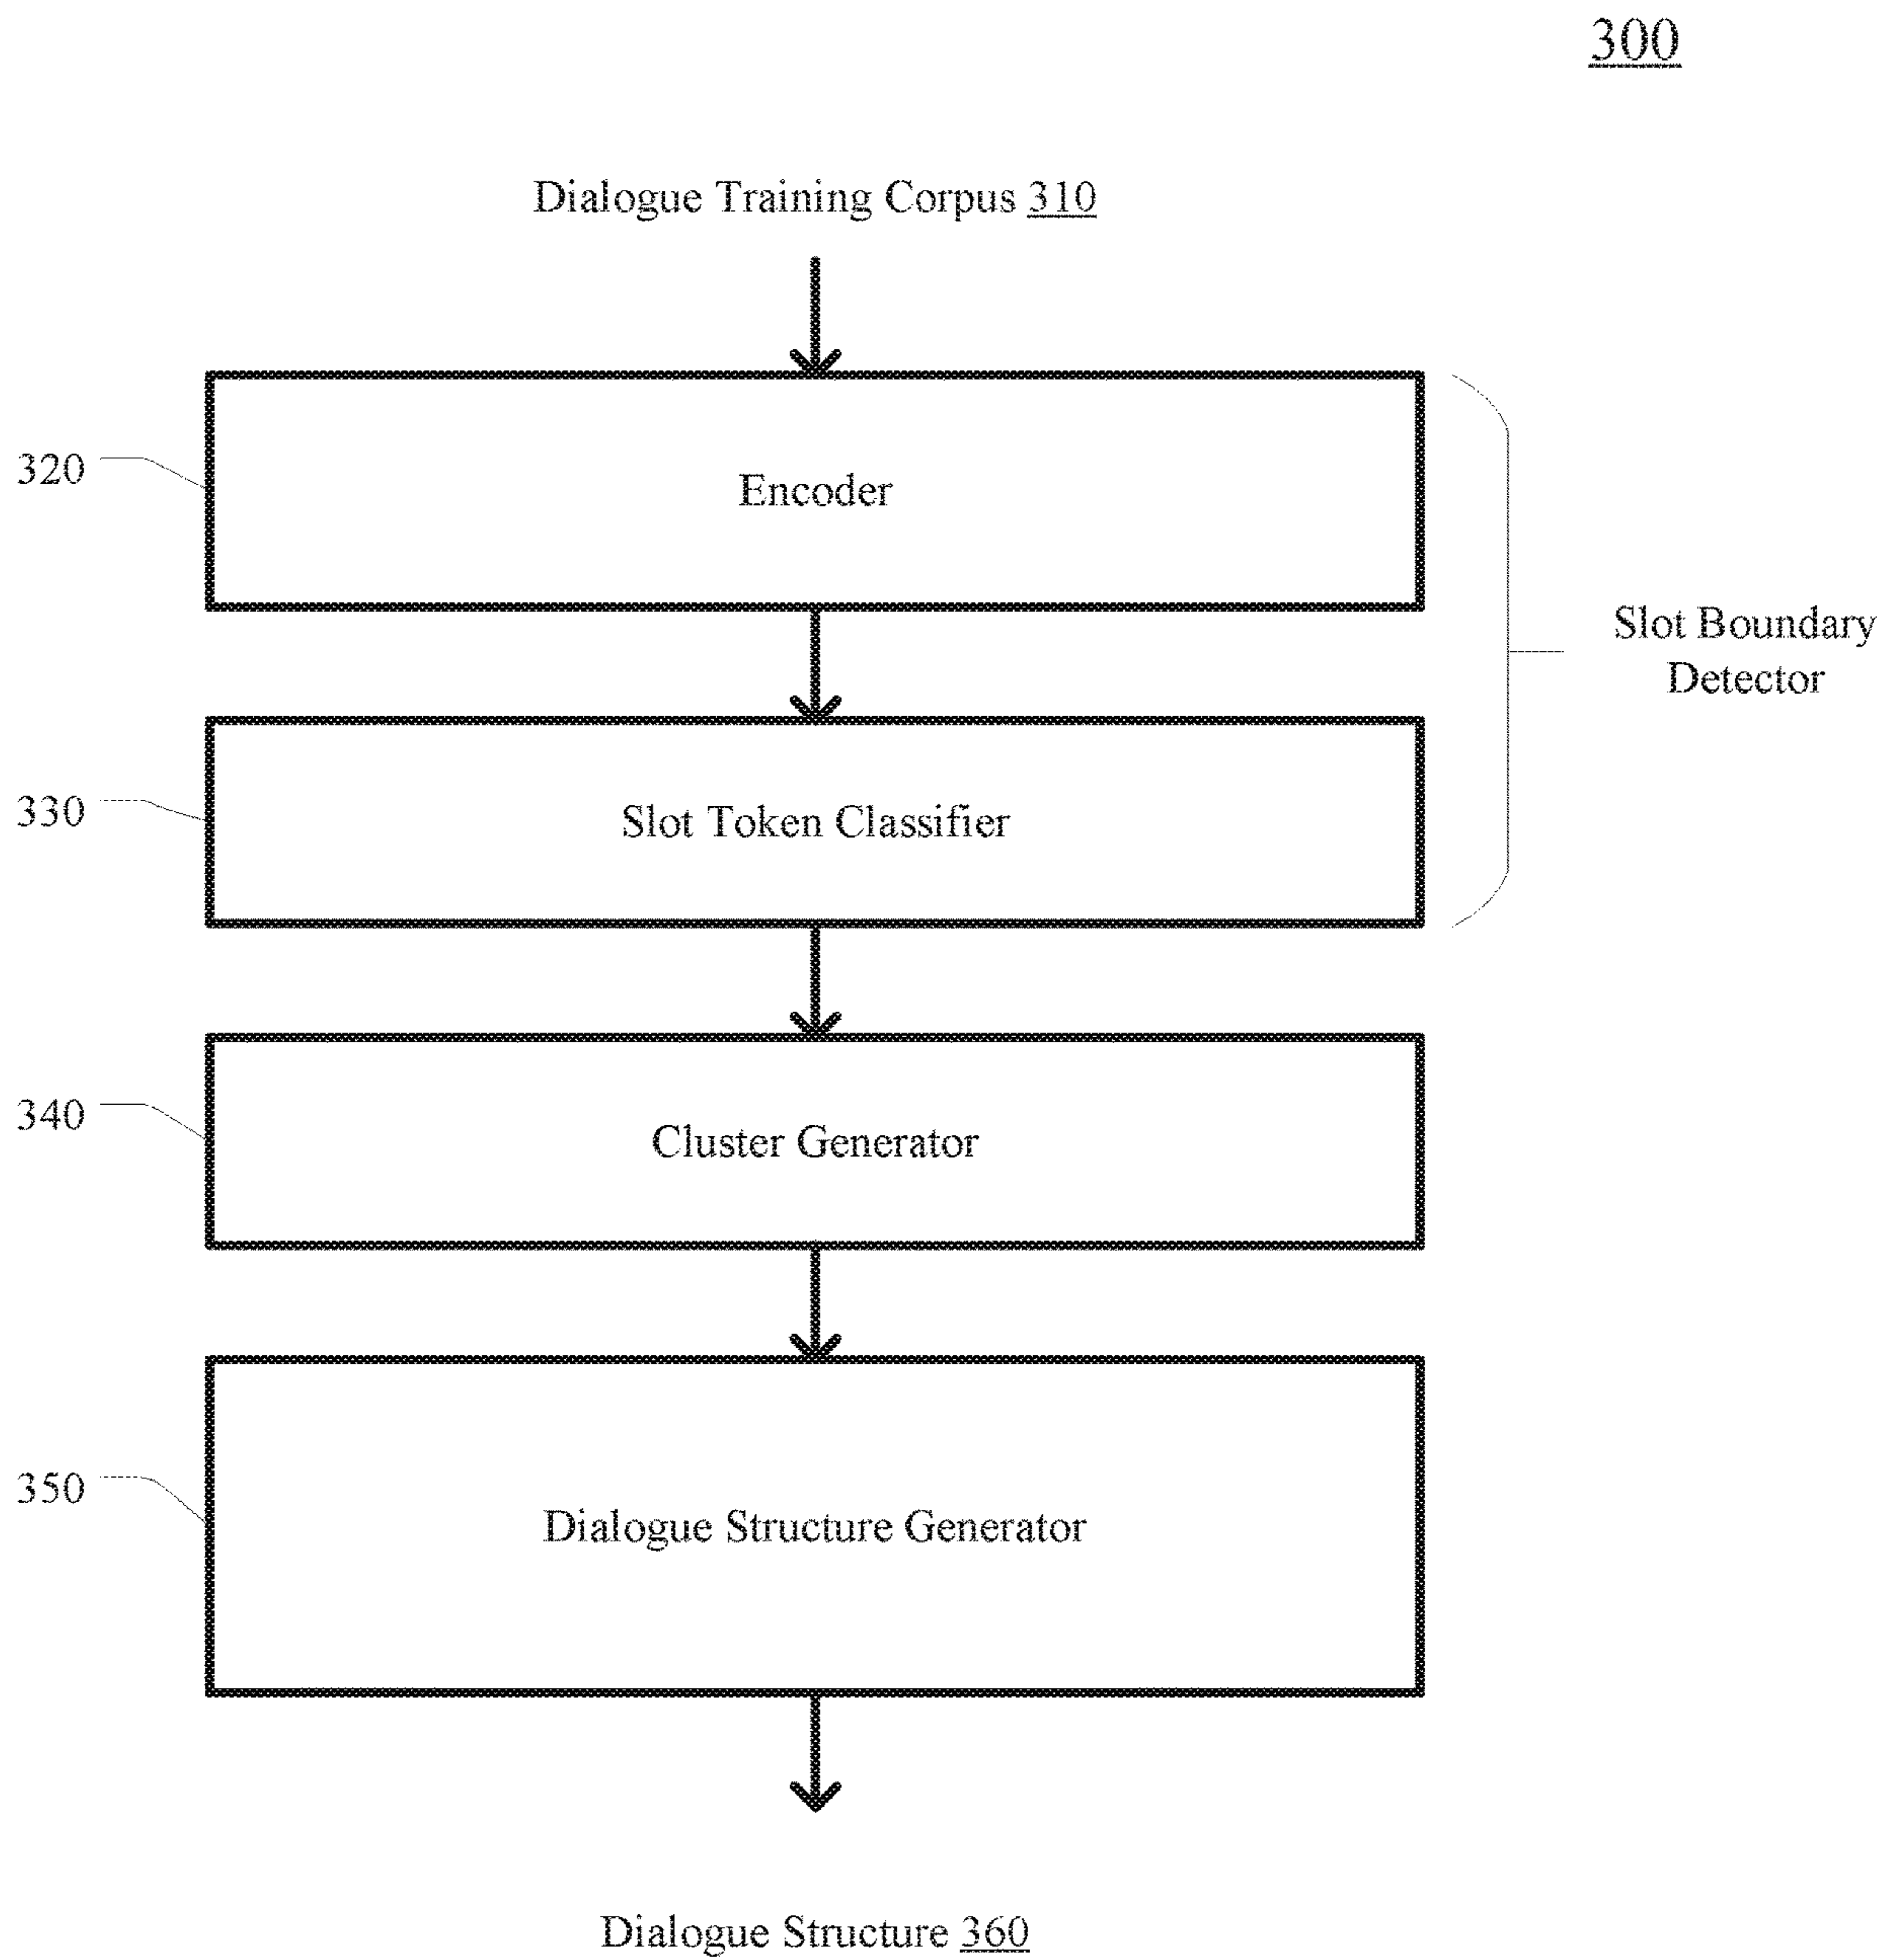 300
Dialogue Training Corpus 310
320
Encoder
Slot Boundary
Detector
330
Slot Token Classifier
340
Cluster Generator
350
Dialogue Structure Generator
Dialogue Structure 360